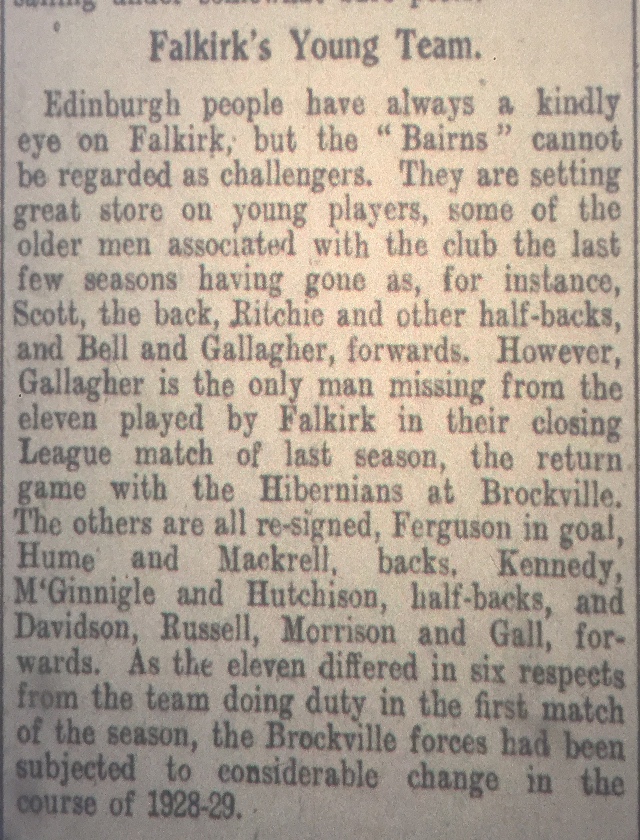 Falkirk's Young Team.
Edinburgh people have always a kindly
eye on Falkirk, but the "Bairns" cannot
be regarded as challengers. They are setting
great store on young players, some of the
older men associated with the club the last
few seasons having gone as, for instance,
Scott, the back, Ritchie and other half-backs,
and Bell and Gallagher, forwards. However,
Gallagher is the only man missing from the
eleven played by Falkirk in their closing
League match of last season, the return
game with the Hibernians at Brockville.
The others are all re-signed, Ferguson in goal,
Hume and Mackrell, backs, Kennedy,
M'Ginnigle and Hutchison, half-backs, and
Davidson, Russell, Morrison and Gall, for-
wards. As the eleven differed in six respects
from the team doing duty in the first match
of the season, the Brockville forces had been
subjected to considerable change in the
course of 1928-29.